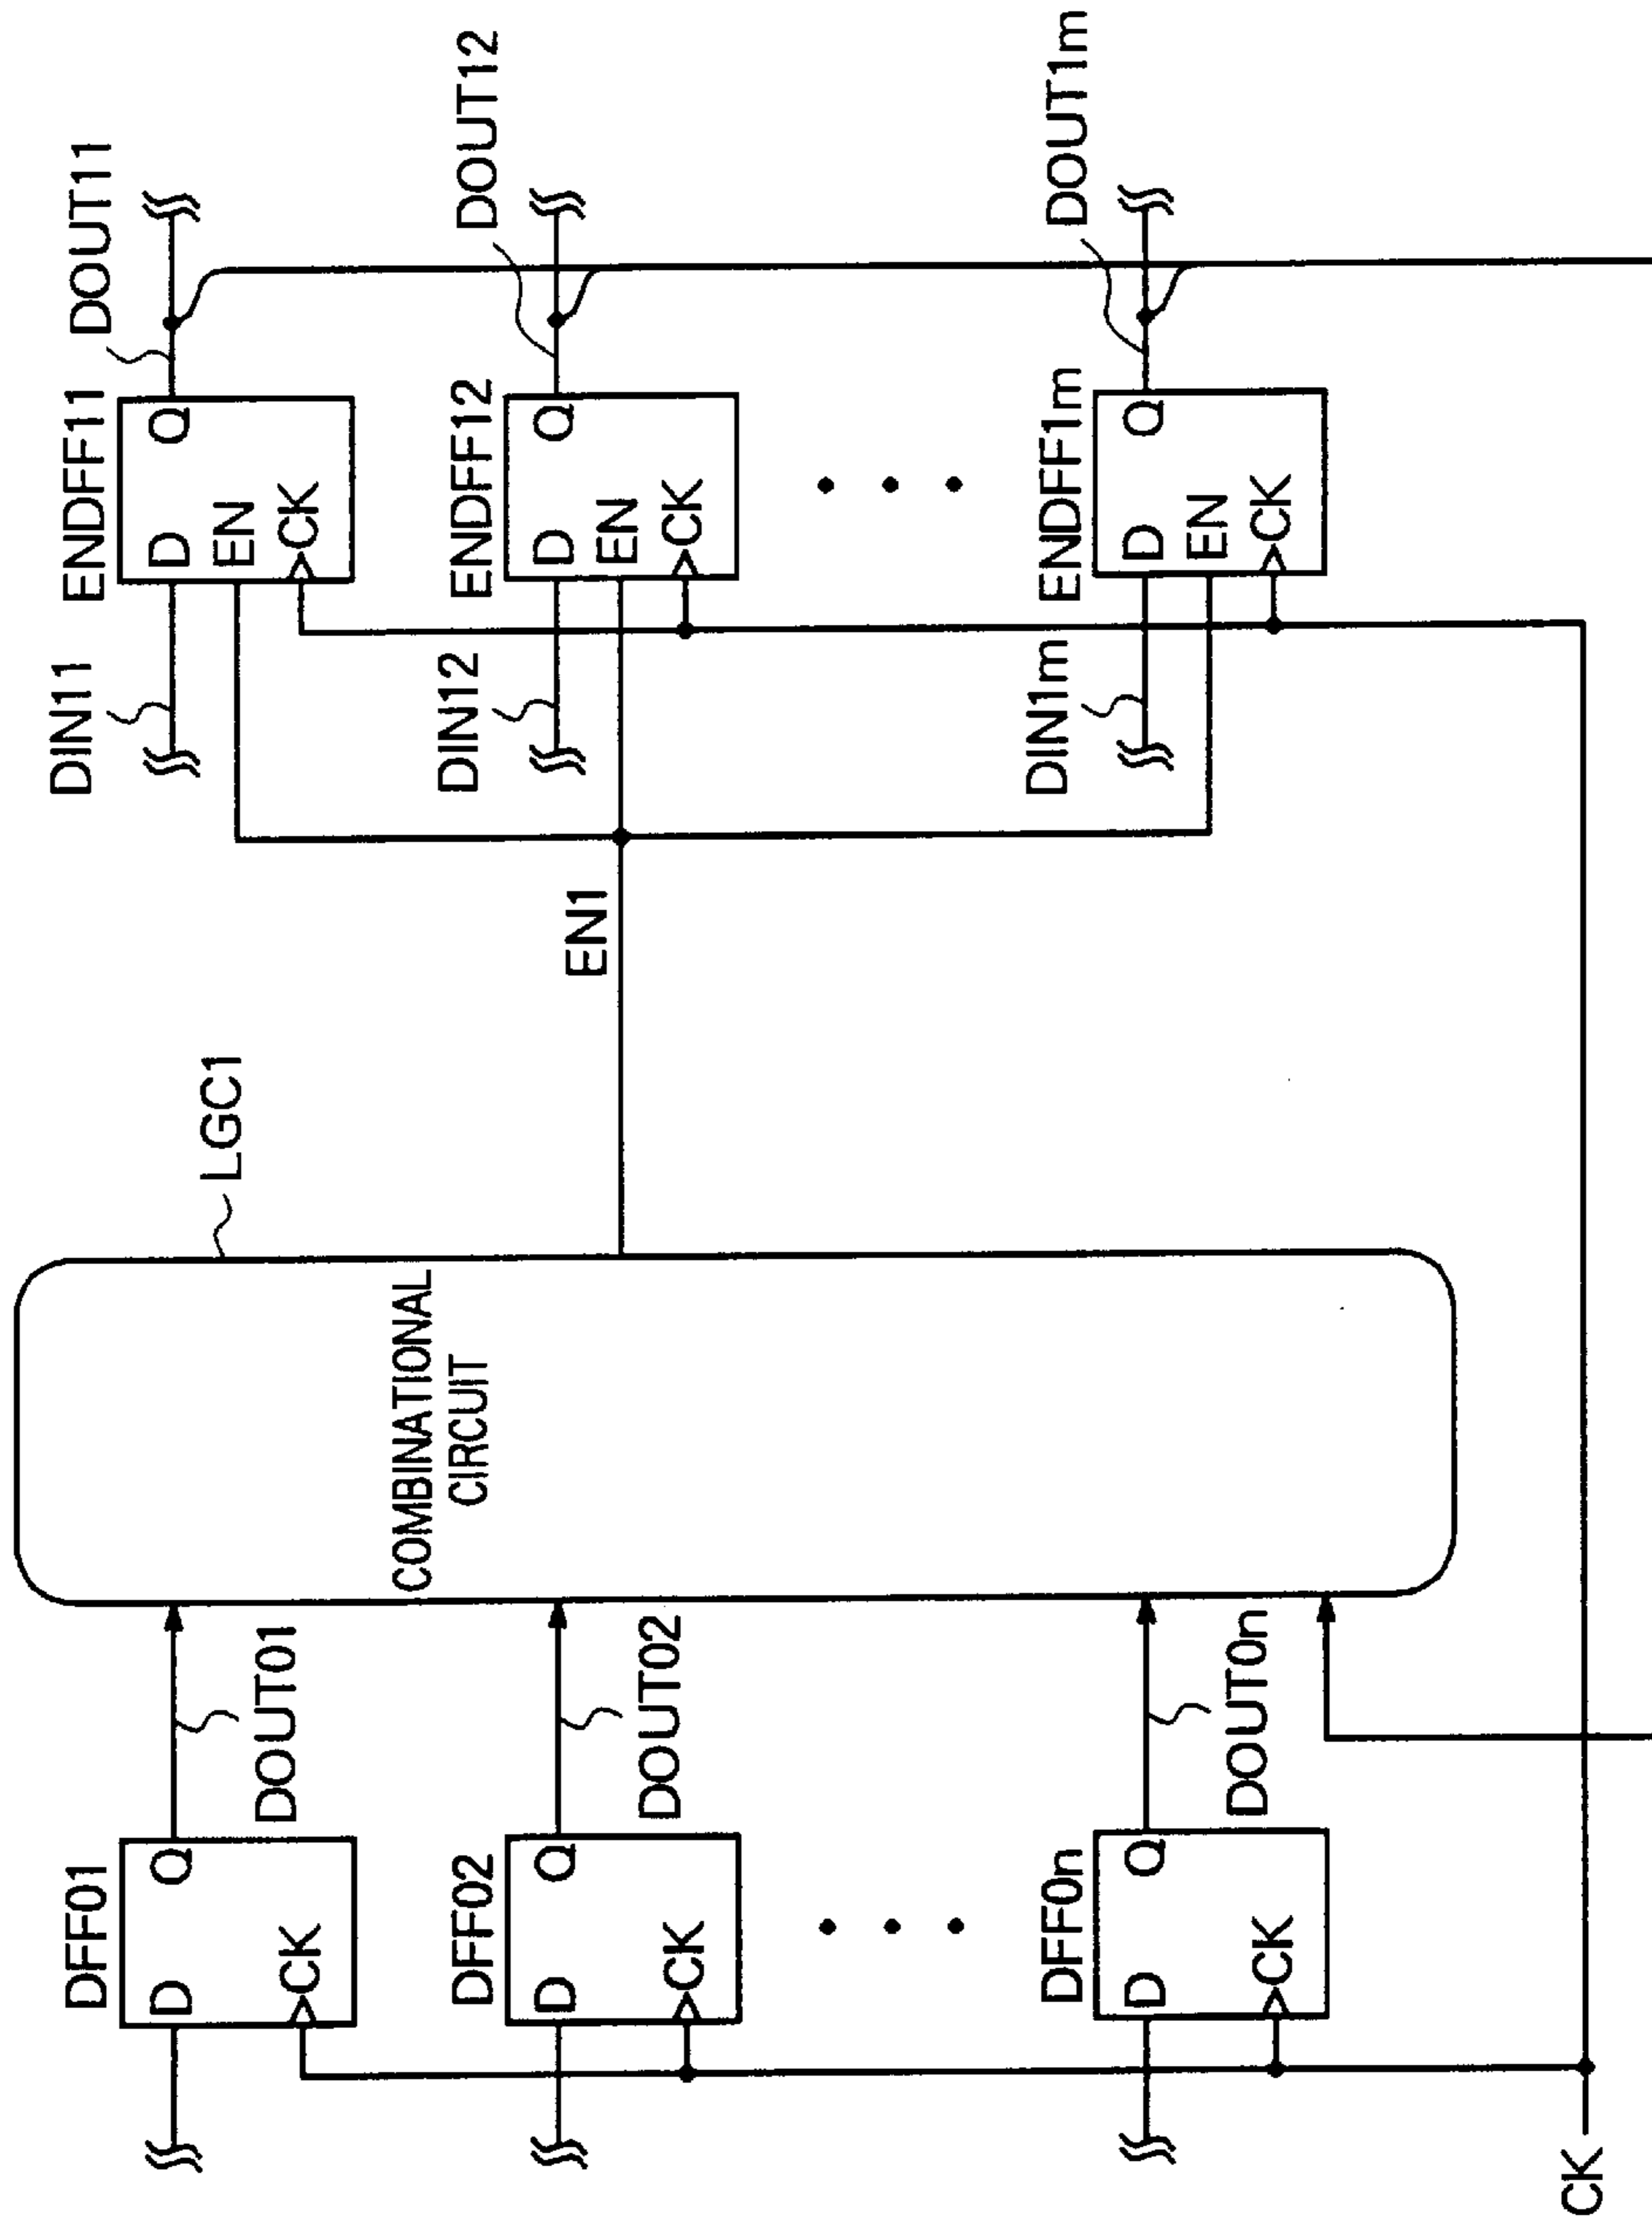 DFF01
D Q
CK
DOUT01
DFF02
D Q
CK
DOUT02
DFF0n
D Q
CK
DOUT0n
CK
LGC1
COMBINATIONAL
CIRCUIT
EN1
DIN11
ENDFF11
D Q
EN
CK
DOUT11
DIN12
ENDFF12
D Q
EN
CK
DOUT12
DIN1m
ENDFF1m
D Q
EN
CK
DOUT1m